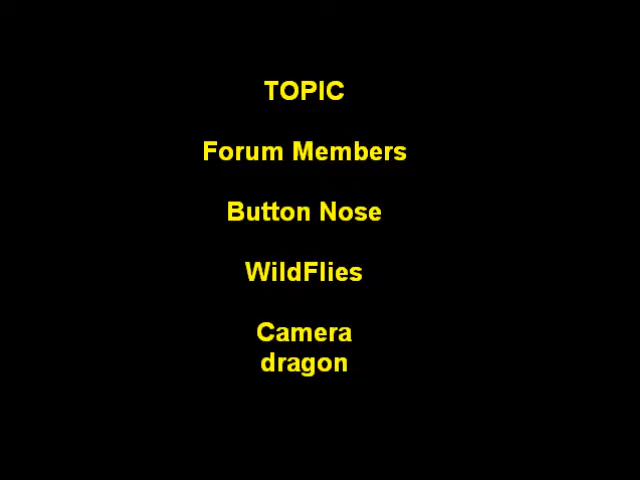 TOPIC
Forum Members
Button Nose
WildFlies
Camera
dragon